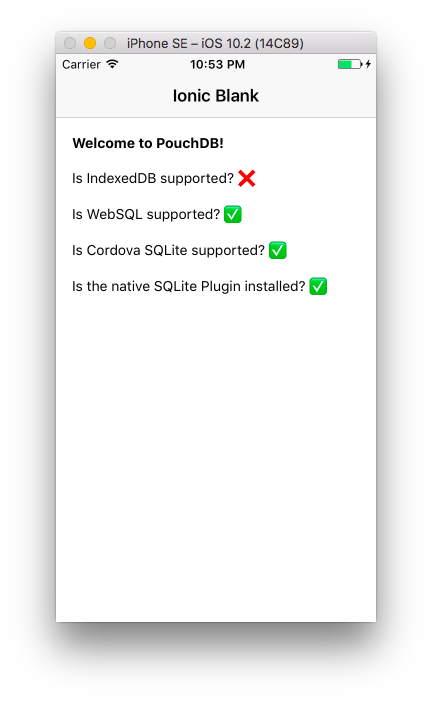 iPhone SE – iOS 10.2 (14C89)
Carrier 10:53 PM
Ionic Blank
Welcome to PouchDB!
Is IndexedDB supported? ❌
Is WebSQL supported? ✅
Is Cordova SQLite supported? ✅
Is the native SQLite Plugin installed? ✅